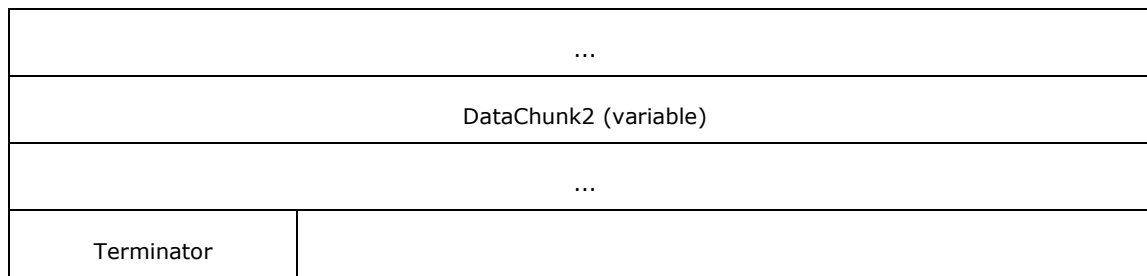 ...
DataChunk2 (variable)
...
Terminator